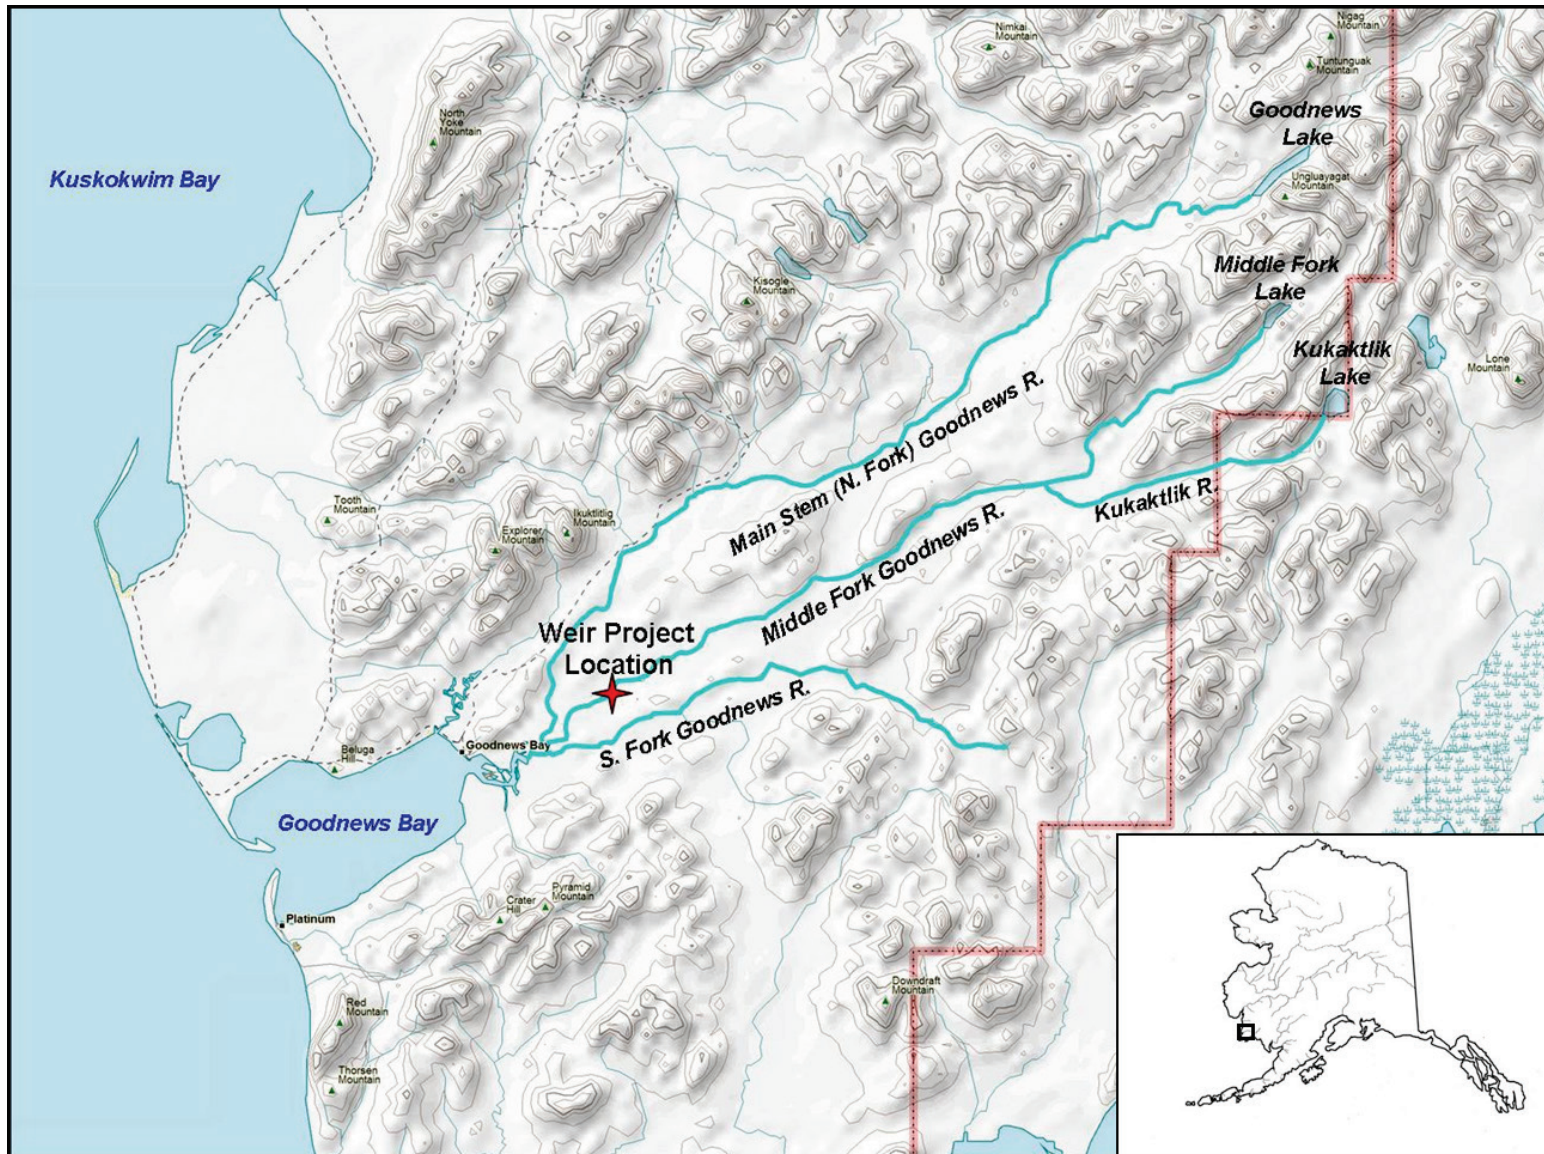 Nimkai
Mountain
Nigag
Mountain
Tuntunguak
Mountain
Goodnews
Lake
North
Yoke
Mountain
Kuskokwim Bay
Ungluayagat
Mountain
Middle Fork
Lake
Kisogle
Mountain
Kukaktlik
Lake
Lone
Mountain
Main Stem (N. Fork) Goodnews R.
Kukaktlik R.
Tooth
Mountain
Explorer
Mountain
Ikuktlitlig
Mountain
Middle Fork Goodnews R.
Weir Project
Location
S. Fork Goodnews R.
Goodnews Bay
Beluga
Hill
Goodnews Bay
Crater
Hill
Pyramid
Mountain
Platinum
Downdraft
Mountain
Red
Mountain
Thorsen
Mountain